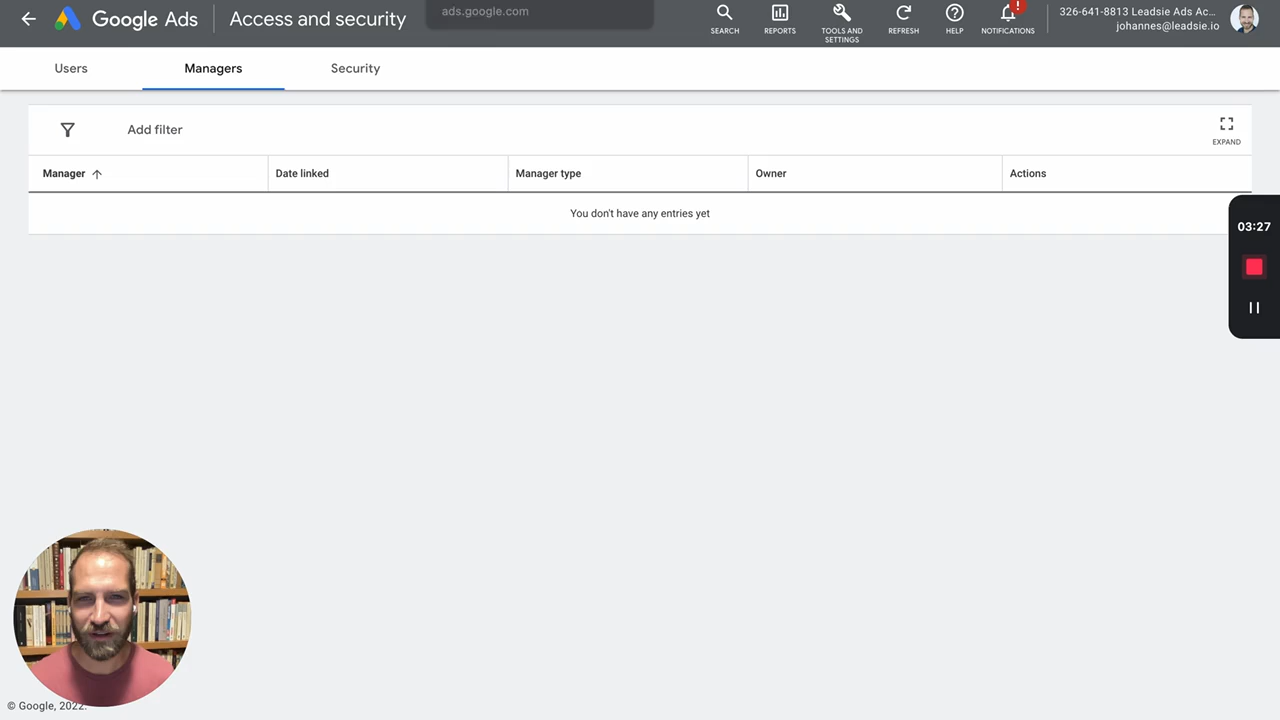 Google Ads
Access and security
ads.google.com
SEARCH
REPORTS
TOOLS AND
SETTINGS
REFRESH
HELP
!
NOTIFICATIONS
326-641-8813 Leadsie Ads Ac...
johannes@leadsie.io
Users
Managers
Security
Add filter
EXPAND
Manager
Date linked
Manager type
Owner
Actions
You don't have any entries yet
03:27
© Google, 2022.